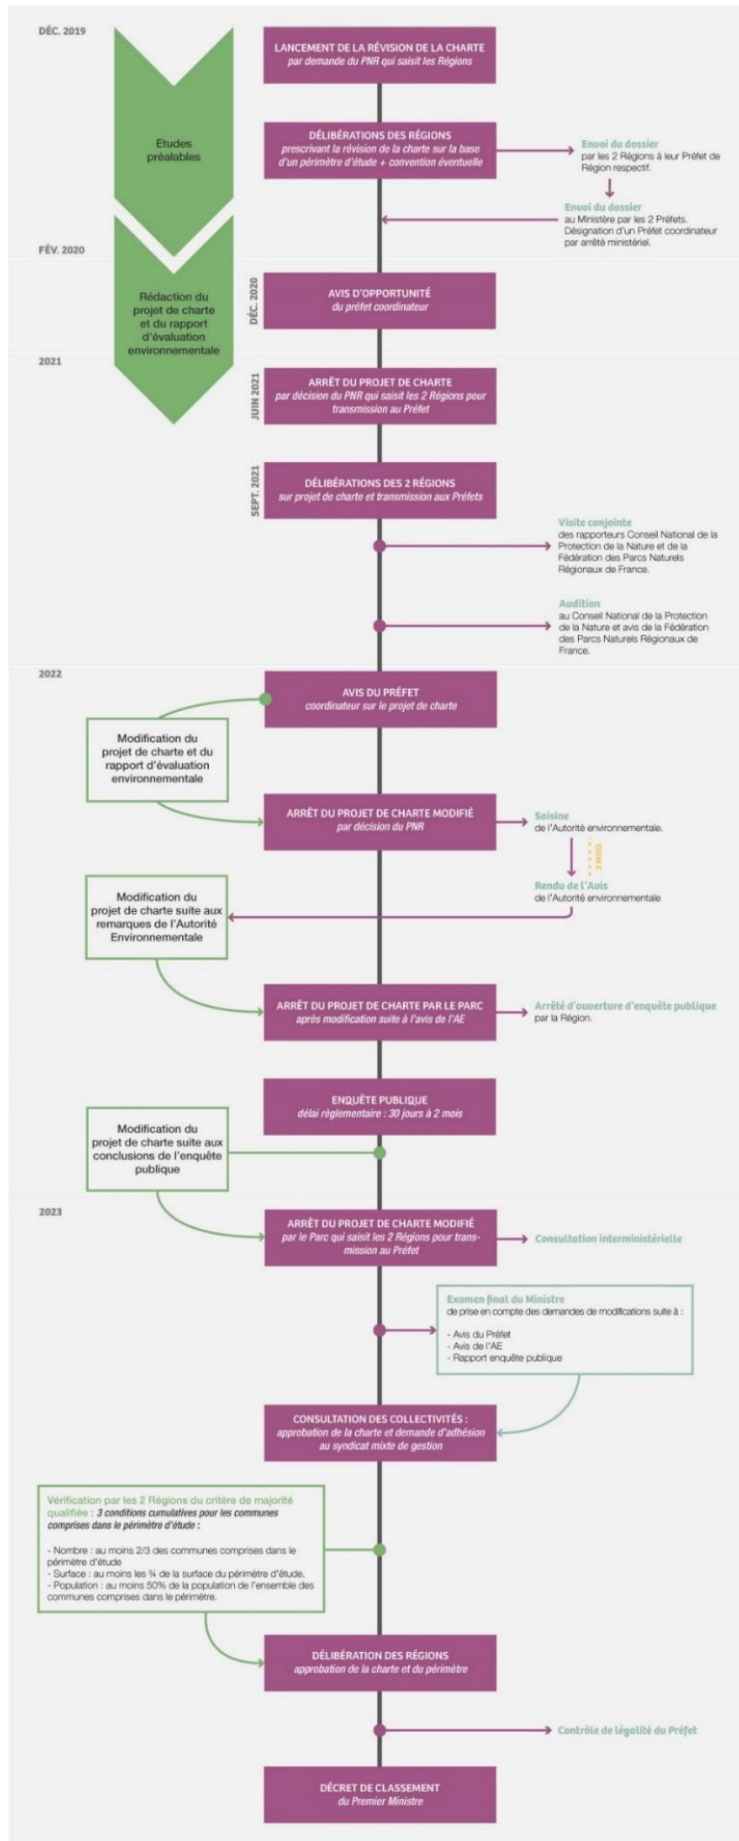 DÉC. 2019
LANCEMENT DE LA RÉVISION DE LA CHARTE
par demande du PNR qui saisit les Régions
Etudes
préalables
DÉLIBÉRATIONS DES RÉGIONS
prescrivant la révision de la charte sur la base
d'un périmètre d'étude + convention éventuelle
Envoi du dossier
par les 2 Régions à leur Préfet de
Région respectif.
Envoi du dossier
au Ministère par les 2 Préfets.
Désignation d'un Préfet coordinateur
par arrêté ministériel.
FÉV. 2020
Rédaction du
projet de charte
et du rapport
d'évaluation
environnementale
DÉC. 2020
AVIS D'OPPORTUNITÉ
du préfet coordinateur
2021
JUIN 2021
ARRÊT DU PROJET DE CHARTE
par décision du PNR qui saisit les 2 Régions pour
transmission au Préfet
SEPT. 2021
DÉLIBÉRATIONS DES 2 RÉGIONS
sur projet de charte et transmission aux Préfets
Visite conjointe
des rapporteurs Conseil National de la
Protection de la Nature et de la
Fédération des Parcs Naturels
Régionaux de France.
Audition
au Conseil National de la Protection
de la Nature et avis de la Fédération
des Parcs Naturels Régionaux de
France.
2022
AVIS DU PRÉFET
coordinateur sur le projet de charte
Modification du
projet de charte et du
rapport d'évaluation
environnementale
ARRÊT DU PROJET DE CHARTE MODIFIÉ
par décision du PNR
Saisine
de l'Autorité environnementale.
3 MOIS
Rendu de l'Avis
de l'Autorité environnementale
Modification du
projet de charte suite aux
remarques de l'Autorité
Environnementale
ARRÊT DU PROJET DE CHARTE PAR LE PARC
après modification suite à l'avis de l'AE
Arrêté d'ouverture d'enquête publique
par la Région.
ENQUÊTE PUBLIQUE
délai règlementaire : 30 jours à 2 mois
Modification du
projet de charte suite aux
conclusions de l'enquête
publique
2023
ARRÊT DU PROJET DE CHARTE MODIFIÉ
par le Parc qui saisit les 2 Régions pour trans-
mission au Préfet
Consultation interministérielle
Examen final du Ministre
de prise en compte des demandes de modifications suite à :
- Avis du Préfet
- Avis de l'AE
- Rapport enquête publique
CONSULTATION DES COLLECTIVITÉS :
approbation de la charte et demande d'adhésion
au syndicat mixte de gestion
Vérification par les 2 Régions du critère de majorité
qualifiée : 3 conditions cumulatives pour les communes
comprises dans le périmètre d'étude :
- Nombre : au moins 2/3 des communes comprises dans le
périmètre d'étude
- Surface : au moins les ¾ de la surface du périmètre d'étude.
- Population : au moins 50% de la population de l'ensemble des
communes comprises dans le périmètre.
DÉLIBÉRATION DES RÉGIONS
approbation de la charte et du périmètre
Contrôle de légalité du Préfet
DÉCRET DE CLASSEMENT
du Premier Ministre